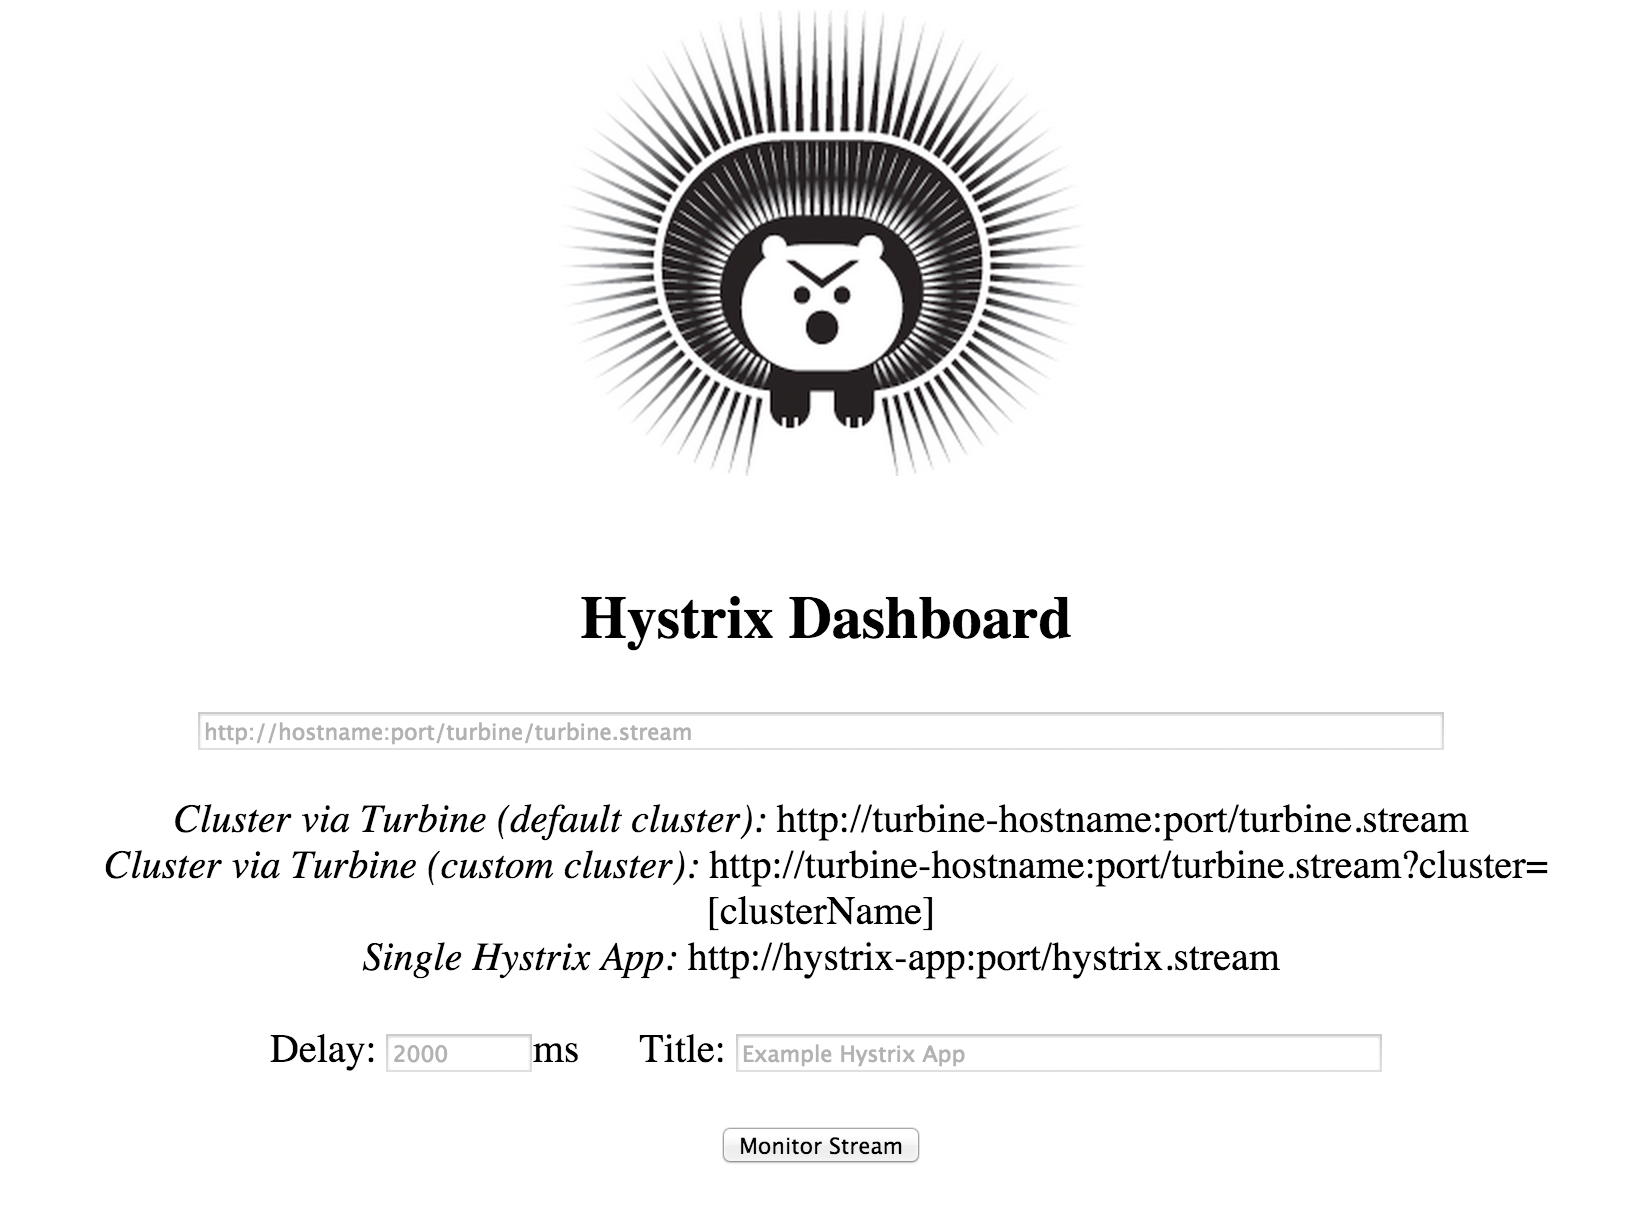 Hystrix Dashboard
http://hostname:port/turbine/turbine.stream
Cluster via Turbine (default cluster): http://turbine-hostname:port/turbine.stream
Cluster via Turbine (custom cluster): http://turbine-hostname:port/turbine.stream?cluster=
[clusterName]
Single Hystrix App: http://hystrix-app:port/hystrix.stream
Delay: 2000 ms Title: Example Hystrix App
Monitor Stream